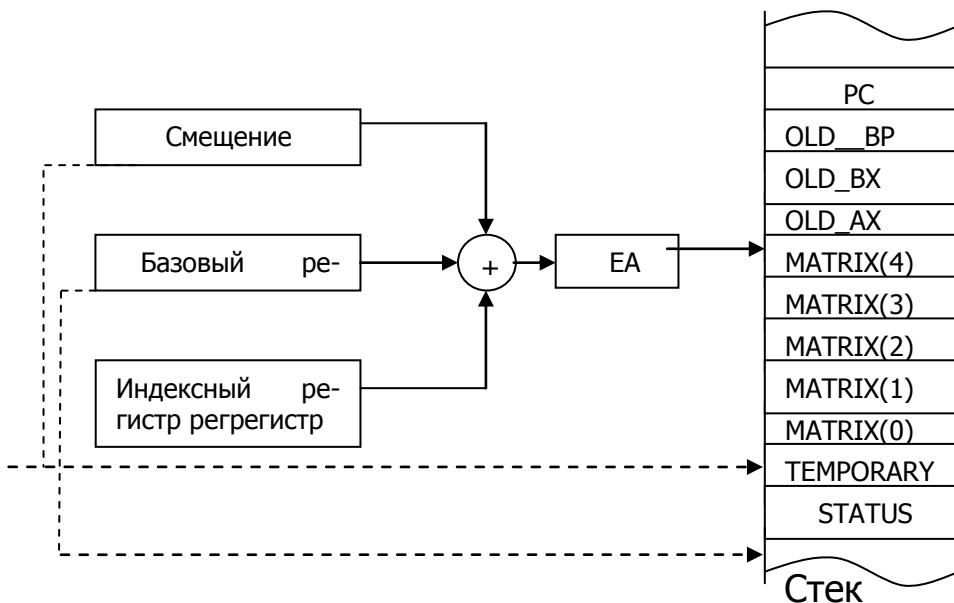 Смещение
Базовый ре-
Индексный ре-
гистр регрегистр
+
EA
PC
OLD__BP
OLD_BX
OLD_AX
MATRIX(4)
MATRIX(3)
MATRIX(2)
MATRIX(1)
MATRIX(0)
TEMPORARY
STATUS
Стек